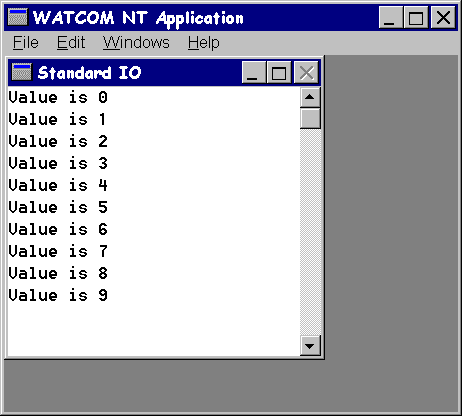 WATCOM NT Application
File Edit Windows Help
Standard IO
Value is 0
Value is 1
Value is 2
Value is 3
Value is 4
Value is 5
Value is 6
Value is 7
Value is 8
Value is 9